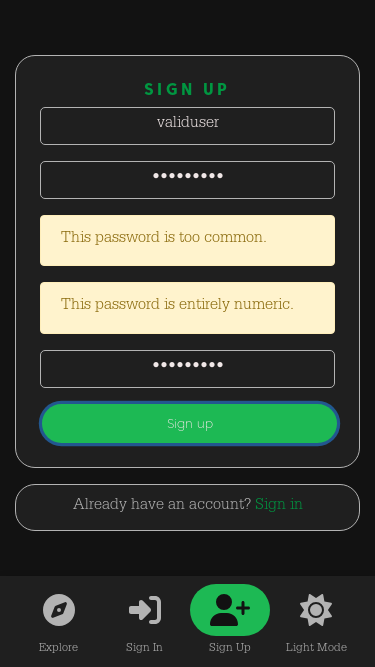 SIGN UP
validuser
•••••••••
This password is too common.
This password is entirely numeric.
•••••••••
Sign up
Already have an account? Sign in
Explore
Sign In
Sign Up
Light Mode